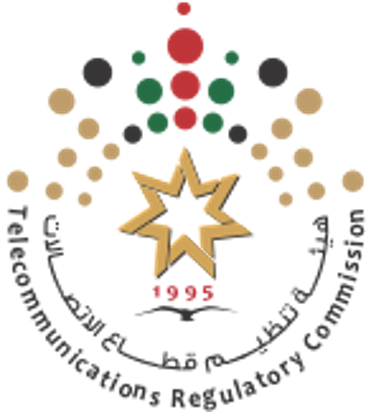 1995
هيئة تنظيم قطاع الاتصالات
Telecommunications Regulatory Commission